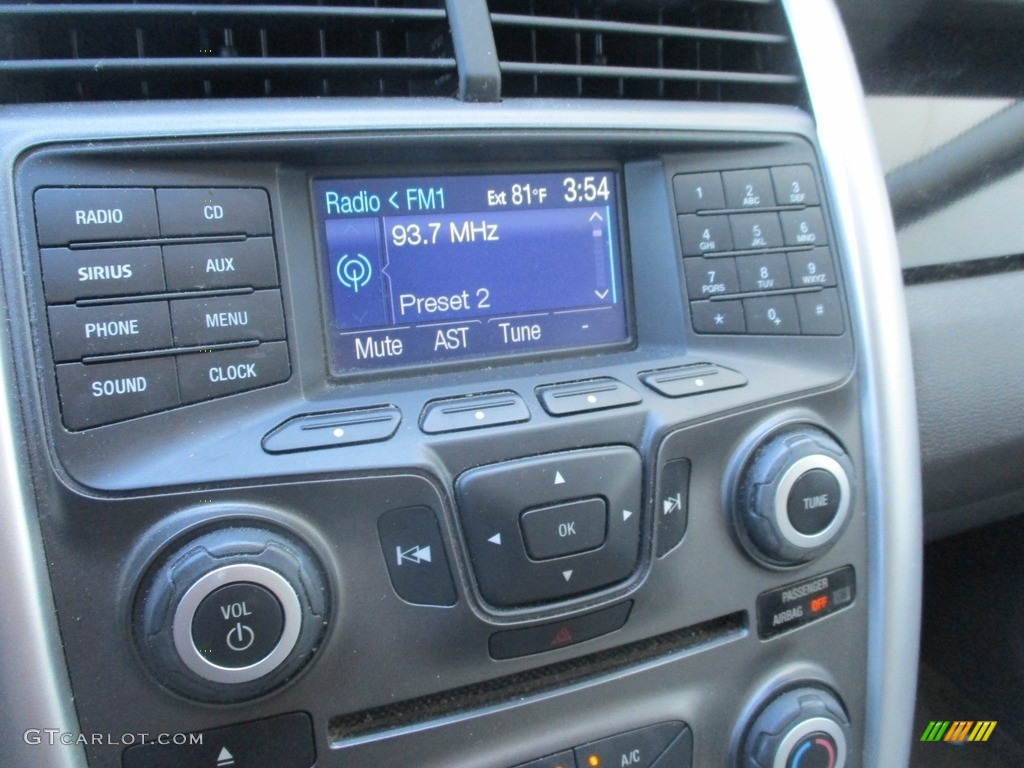 Radio < FM1 Ext 81°F 3:54
93.7 MHz
Preset 2
Mute AST Tune -
RADIO CD
SIRIUS AUX
PHONE MENU
SOUND CLOCK
1 2 ABC 3 DEF
4 GHI 5 JKL 6 MNO
7 PQRS 8 TUV 9 WXYZ
* 0+ #
OK
TUNE
VOL
PASSENGER
AIRBAG OFF
A/C
GTCARLOT.COM